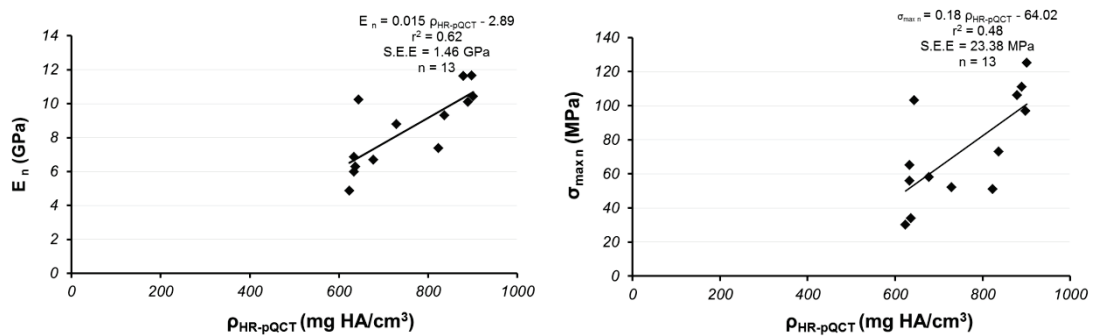 E n = 0.015 ρHR-pQCT - 2.89
r² = 0.62
S.E.E = 1.46 GPa
n = 13
14
12
10
8
6
4
2
0
E n (GPa)
0 200 400 600 800 1000
ρHR-pQCT (mg HA/cm³)
σmax n = 0.18 ρHR-pQCT - 64.02
r² = 0.48
S.E.E = 23.38 MPa
n = 13
140
120
100
80
60
40
20
0
σmax n (MPa)
0 200 400 600 800 1000
ρHR-pQCT (mg HA/cm³)